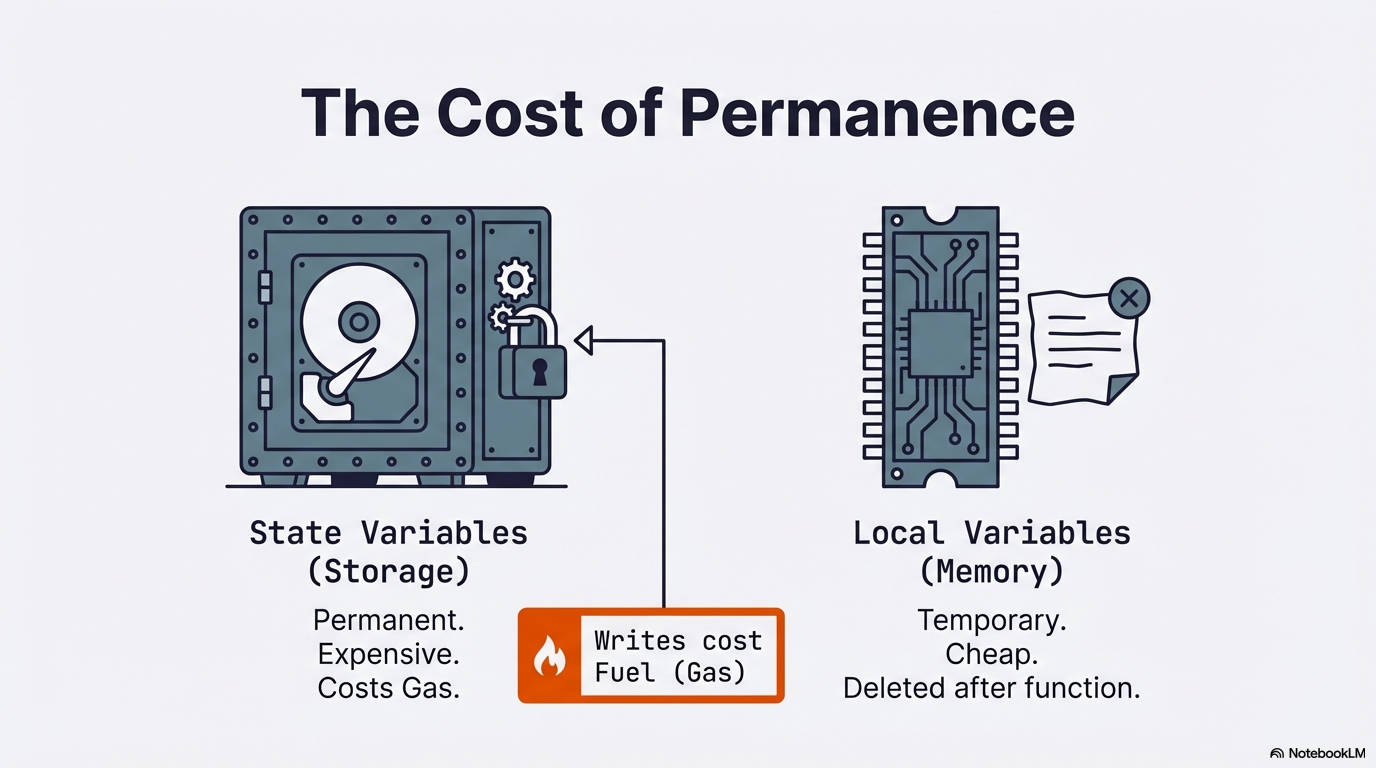 The Cost of Permanence
State Variables
(Storage)
Permanent.
Expensive.
Costs Gas.
Writes cost
Fuel (Gas)
Local Variables
(Memory)
Temporary.
Cheap.
Deleted after function.
NotebookLM